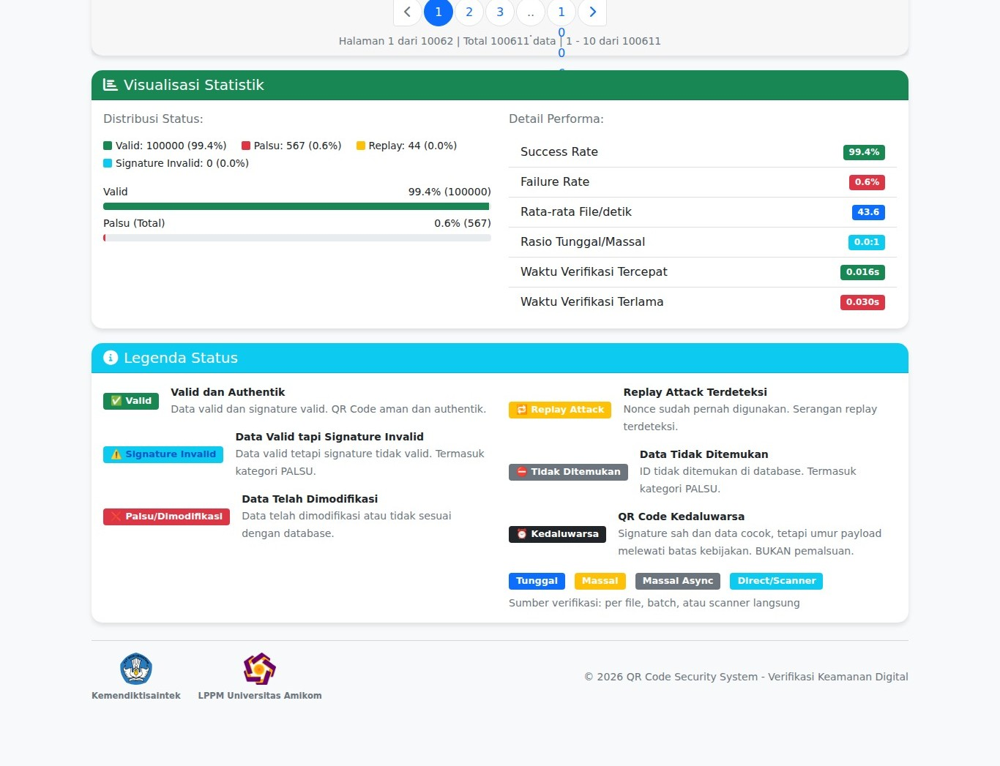 1 2 3 ... 100
Halaman 1 dari 10062 | Total 100611 data | 1 - 10 dari 100611
Visualisasi Statistik
Distribusi Status:
Valid: 100000 (99.4%) Palsu: 567 (0.6%) Replay: 44 (0.0%)
Signature Invalid: 0 (0.0%)
Valid 99.4% (100000)
Palsu (Total) 0.6% (567)
Detail Performa:
Success Rate 99.4%
Failure Rate 0.6%
Rata-rata File/detik 43.6
Rasio Tunggal/Massal 0.0:1
Waktu Verifikasi Tercepat 0.016s
Waktu Verifikasi Terlama 0.030s
Legenda Status
✅ Valid
Valid dan Authentik
Data valid dan signature valid. QR Code aman dan authentik.
⚠️ Signature Invalid
Data Valid tapi Signature Invalid
Data valid tetapi signature tidak valid. Termasuk
kategori PALSU.
❌ Palsu/Dimodifikasi
Data Telah Dimodifikasi
Data telah dimodifikasi atau tidak sesuai
dengan database.
🔁 Replay Attack
Replay Attack Terdeteksi
Nonce sudah pernah digunakan. Serangan replay
terdeteksi.
⛔ Tidak Ditemukan
Data Tidak Ditemukan
ID tidak ditemukan di database. Termasuk
kategori PALSU.
⏰ Kedaluwarsa
QR Code Kedaluwarsa
Signature sah dan data cocok, tetapi umur payload
melewati batas kebijakan. BUKAN pemalsuan.
Tunggal Massal Massal Async Direct/Scanner
Sumber verifikasi: per file, batch, atau scanner langsung
Kemendiktisaintek
LPPM Universitas Amikom
© 2026 QR Code Security System - Verifikasi Keamanan Digital